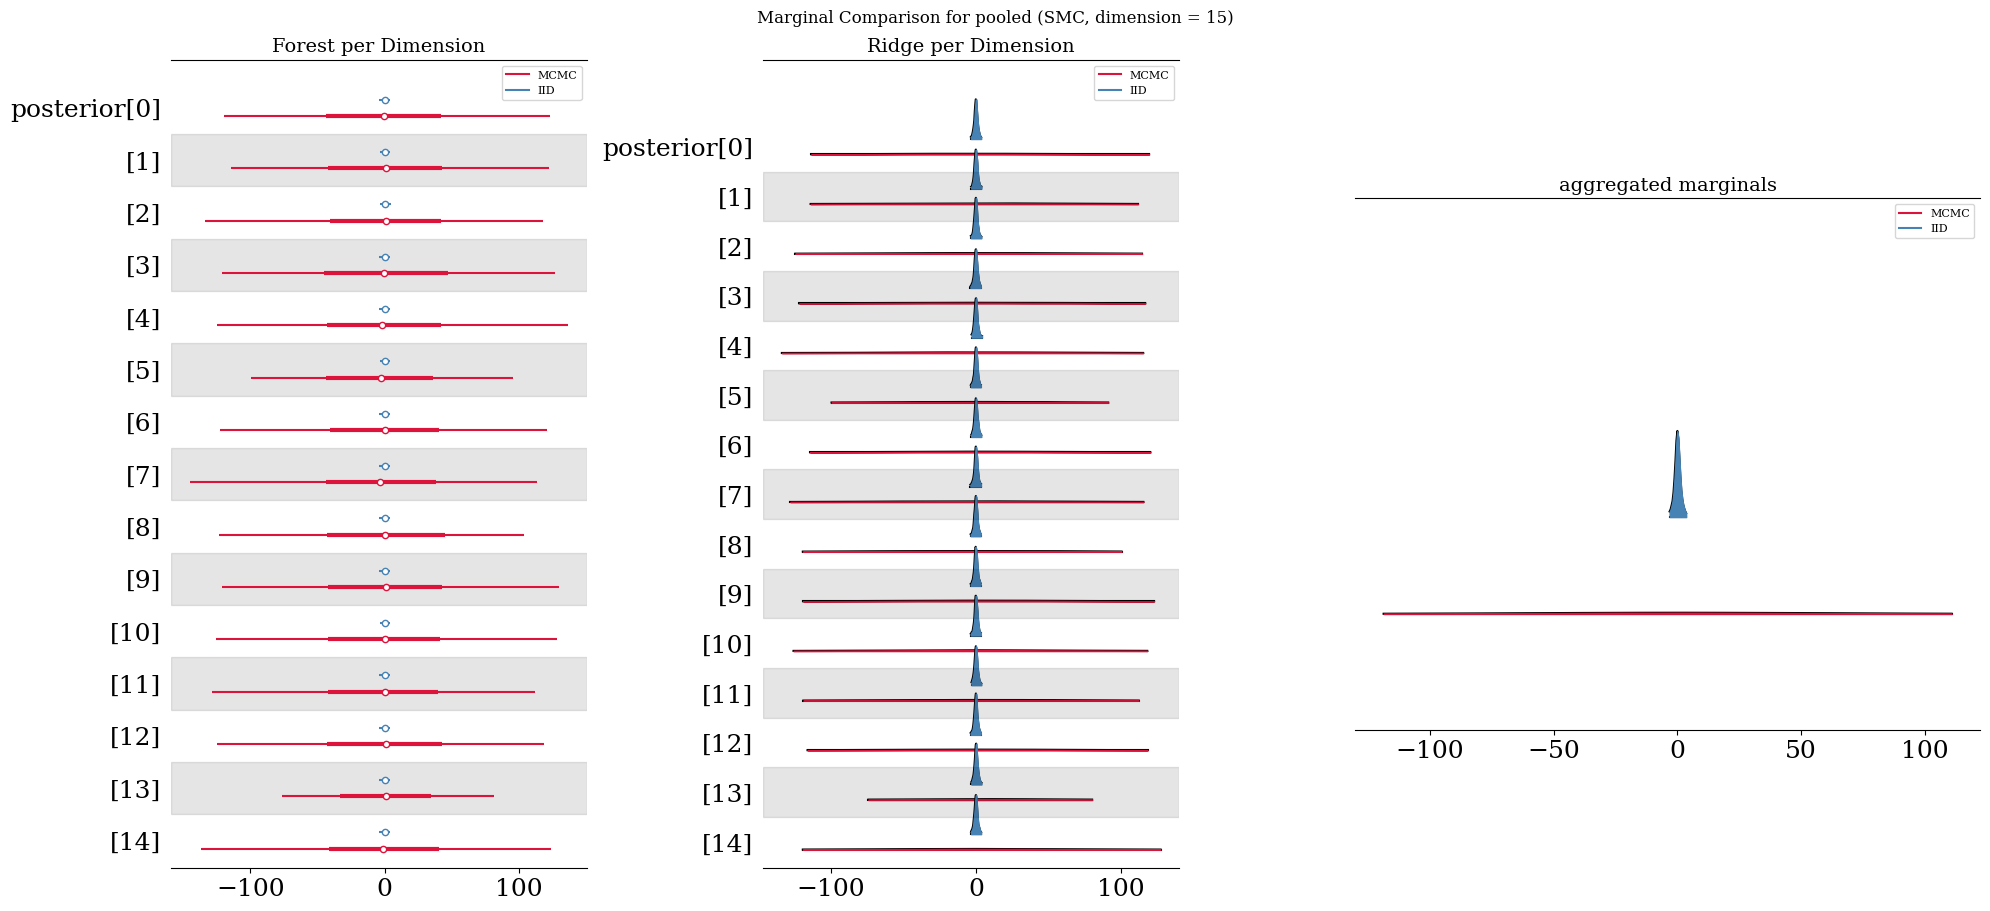 Marginal Comparison for pooled (SMC, dimension = 15)
Forest per Dimension
MCMC
IID
posterior[0]
[1]
[2]
[3]
[4]
[5]
[6]
[7]
[8]
[9]
[10]
[11]
[12]
[13]
[14]
−100 0 100
Ridge per Dimension
MCMC
IID
posterior[0]
[1]
[2]
[3]
[4]
[5]
[6]
[7]
[8]
[9]
[10]
[11]
[12]
[13]
[14]
−100 0 100
aggregated marginals
MCMC
IID
−100 −50 0 50 100